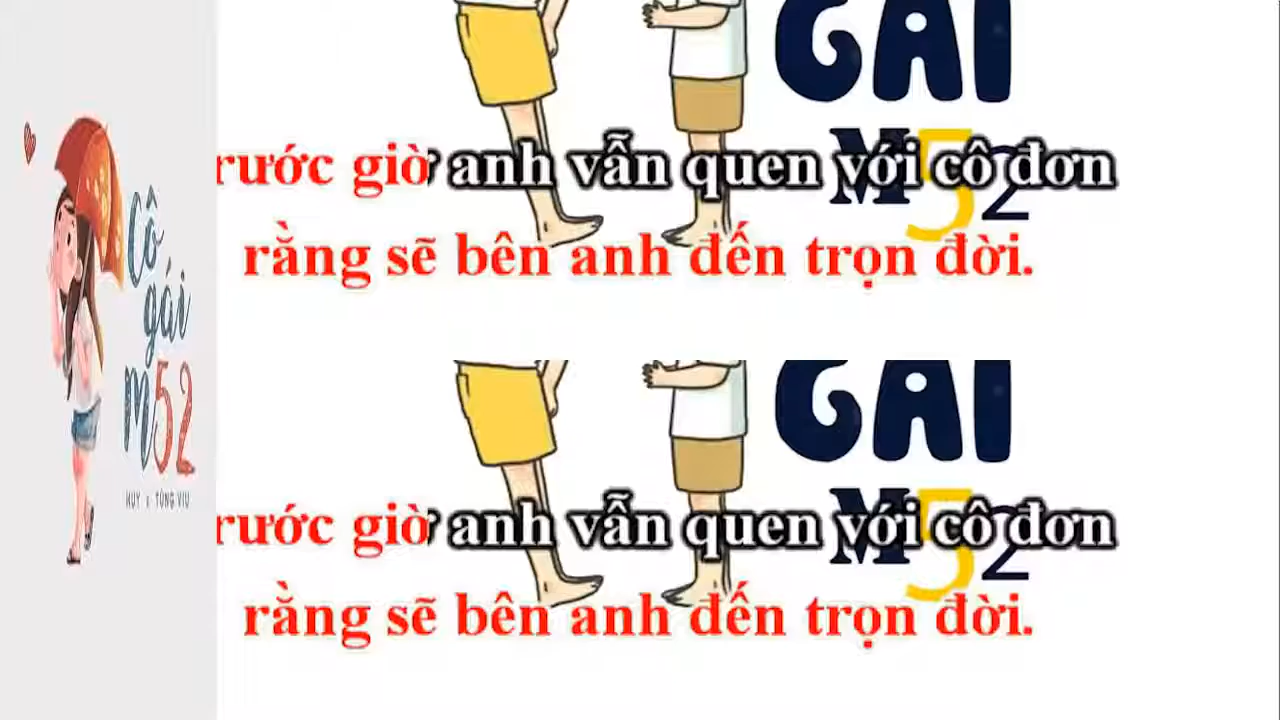 Cô
gái
M52
HUY x TÙNG VIU
GÁI
M52
rước giờ anh vẫn quen với cô đơn
rằng sẽ bên anh đến trọn đời.
GÁI
M52
rước giờ anh vẫn quen với cô đơn
rằng sẽ bên anh đến trọn đời.